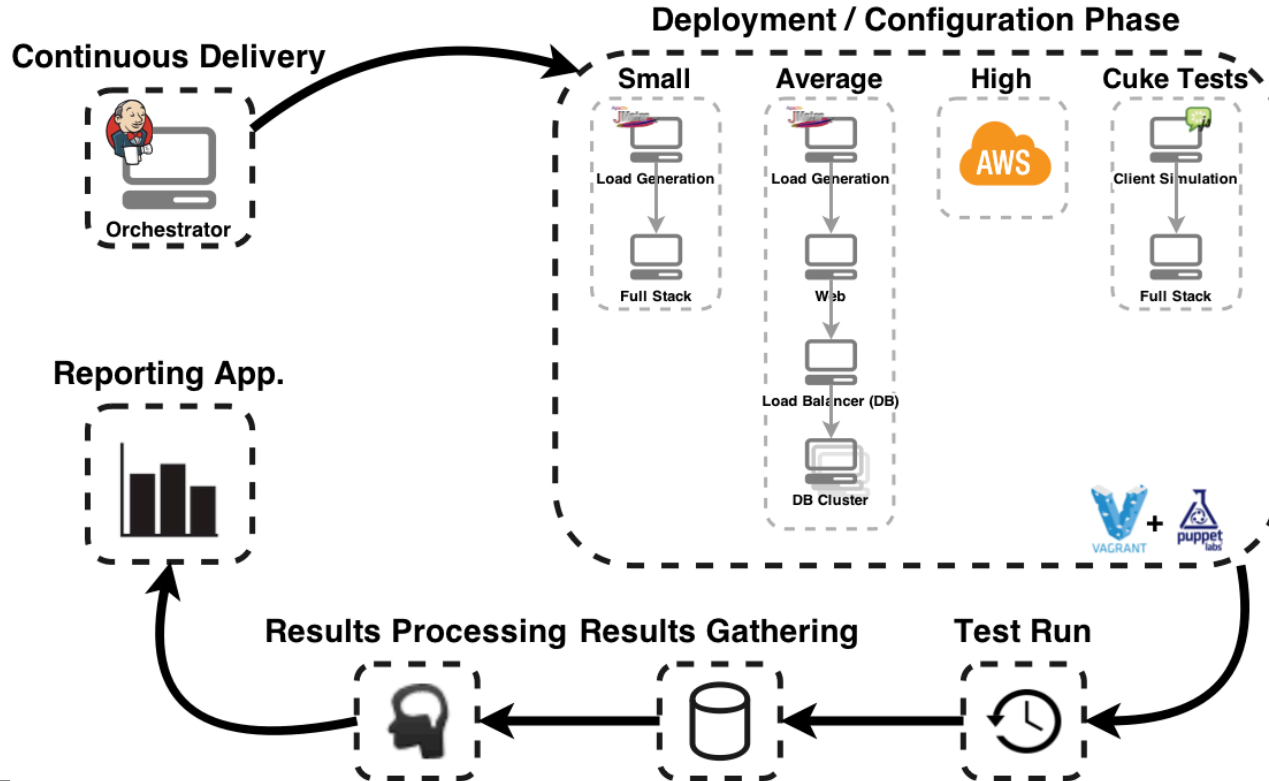 Deployment / Configuration Phase
Continuous Delivery
Orchestrator
Small
Average
High
Cuke Tests
Load Generation
Full Stack
Load Generation
Web
Load Balancer (DB)
DB Cluster
AWS
Client Simulation
Full Stack
VAGRANT
+
puppet
labs
Reporting App.
Results Processing
Results Gathering
Test Run